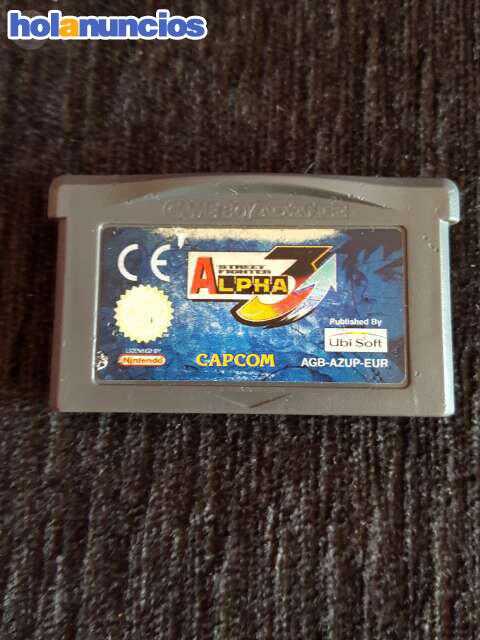 holanuncios
GAME BOY ADVANCE
CE
STREET
FIGHTER
ALPHA 3
LICENSED BY
Nintendo
CAPCOM
Published By
Ubi Soft
AGB-AZUP-EUR